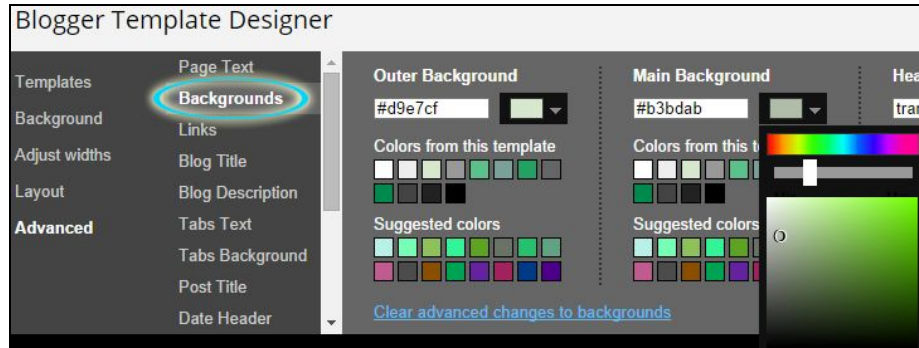 Blogger Template Designer
Templates
Background
Adjust widths
Layout
Advanced
Page Text
Backgrounds
Links
Blog Title
Blog Description
Tabs Text
Tabs Background
Post Title
Date Header
Outer Background
#d9e7cf
Colors from this template
Suggested colors
Clear advanced changes to backgrounds
Main Background
#b3bdab
Colors from this t
Suggested colors
Hea
tran